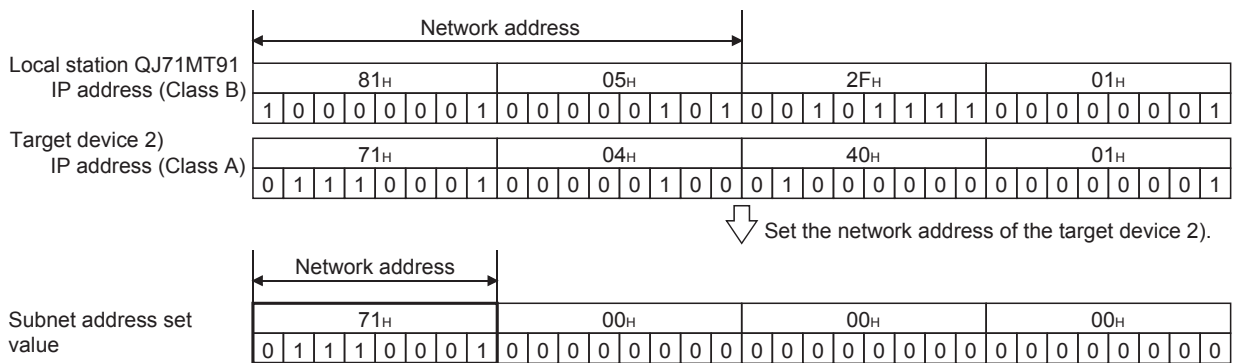 Network address
Local station QJ71MT91
IP address (Class B)
81H 05H 2FH 01H
1 0 0 0 0 0 0 1 0 0 0 0 0 1 0 1 0 0 1 0 1 1 1 1 0 0 0 0 0 0 0 1
Target device 2)
IP address (Class A)
71H 04H 40H 01H
0 1 1 1 0 0 0 1 0 0 0 0 0 1 0 0 0 1 0 0 0 0 0 0 0 0 0 0 0 0 0 1
Set the network address of the target device 2).
Network address
Subnet address set
value
71H 00H 00H 00H
0 1 1 1 0 0 0 1 0 0 0 0 0 0 0 0 0 0 0 0 0 0 0 0 0 0 0 0 0 0 0 0